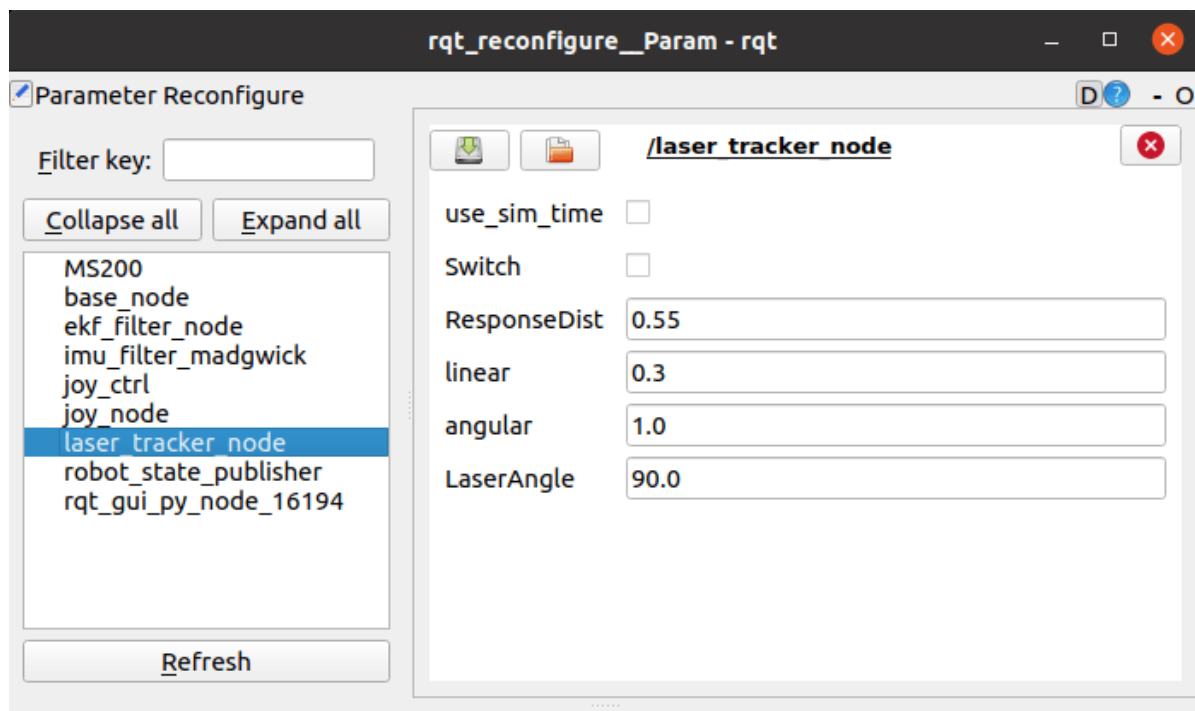 rqt_reconfigure__Param - rqt
Parameter Reconfigure
D ? - O
Filter key:
Collapse all
Expand all
MS200
base_node
ekf_filter_node
imu_filter_madgwick
joy_ctrl
joy_node
laser_tracker_node
robot_state_publisher
rqt_gui_py_node_16194
Refresh
/laser_tracker_node
use_sim_time
Switch
ResponseDist 0.55
linear 0.3
angular 1.0
LaserAngle 90.0